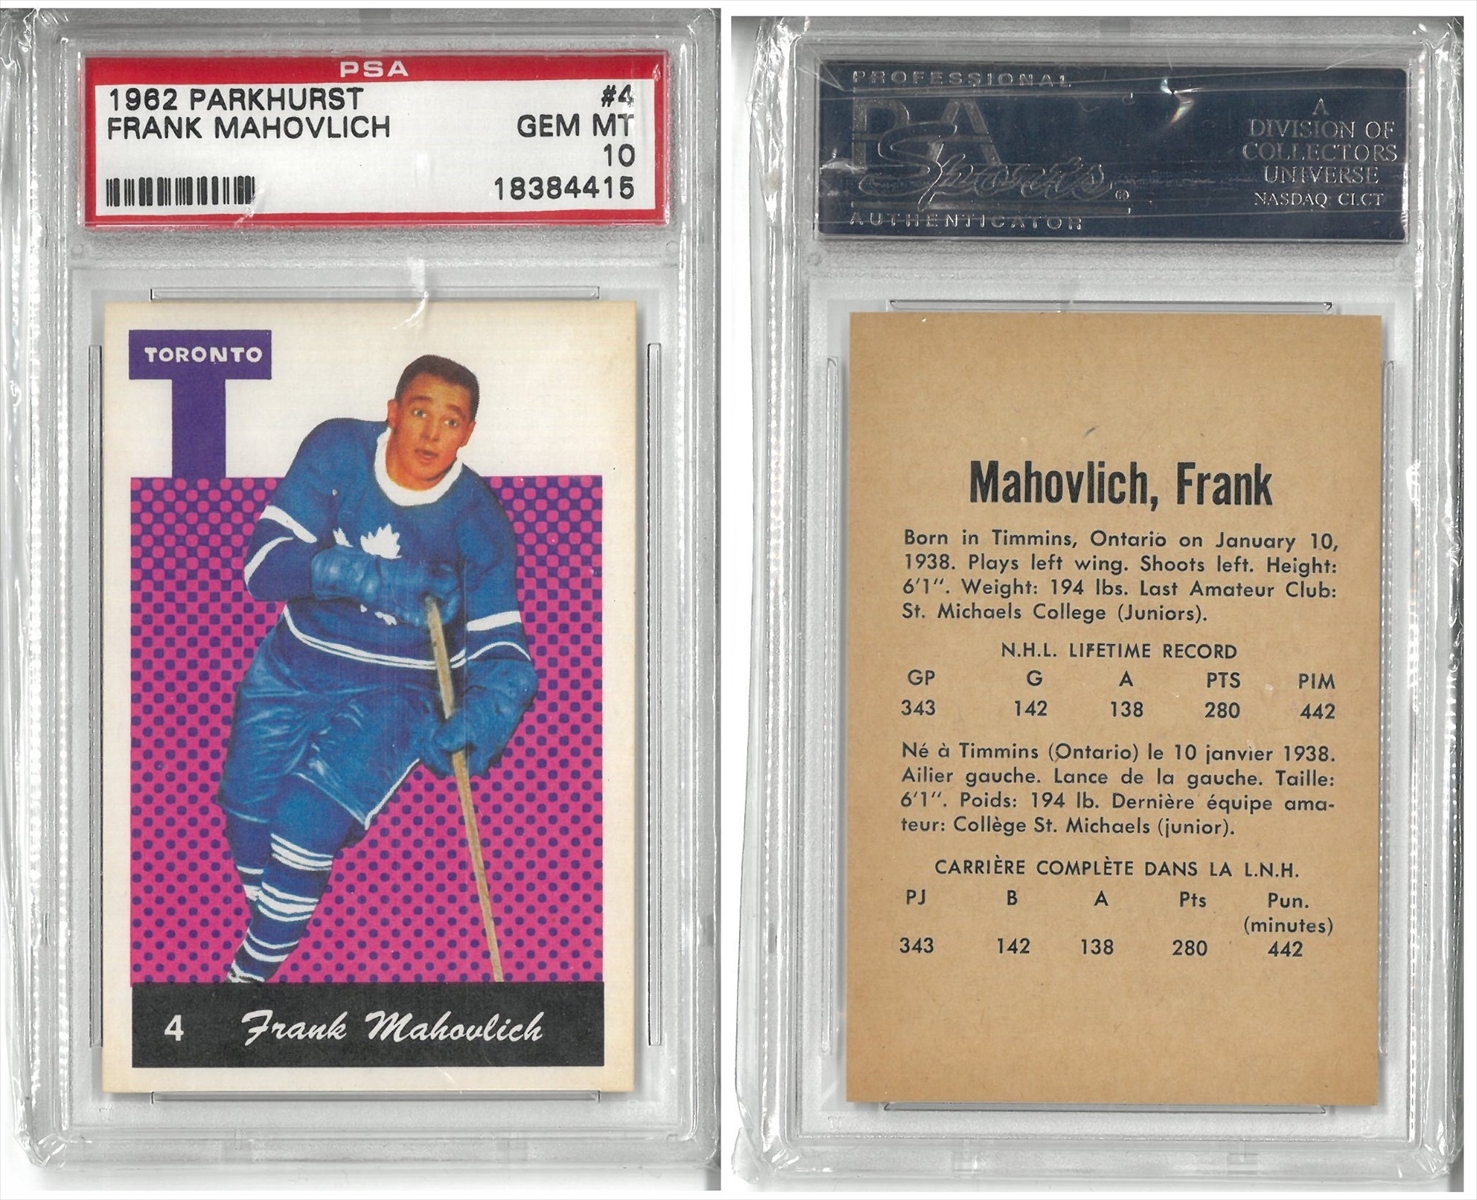 PSA
1962 PARKHURST #4
FRANK MAHOVLICH GEM MT
10
18384415
TORONTO
T
4 Frank Mahovlich
PROFESSIONAL
PSA
Sports ®
AUTHENTICATOR
A
DIVISION OF
COLLECTORS
UNIVERSE
NASDAQ CLCT
Mahovlich, Frank
Born in Timmins, Ontario on January 10,
1938. Plays left wing. Shoots left. Height:
6'1". Weight: 194 lbs. Last Amateur Club:
St. Michaels College (Juniors).
N.H.L. LIFETIME RECORD
GP G A PTS PIM
343 142 138 280 442
Né à Timmins (Ontario) le 10 janvier 1938.
Ailier gauche. Lance de la gauche. Taille:
6'1". Poids: 194 lb. Dernière équipe ama-
teur: Collège St. Michaels (junior).
CARRIÈRE COMPLÈTE DANS LA L.N.H.
PJ B A Pts Pun.
(minutes)
343 142 138 280 442